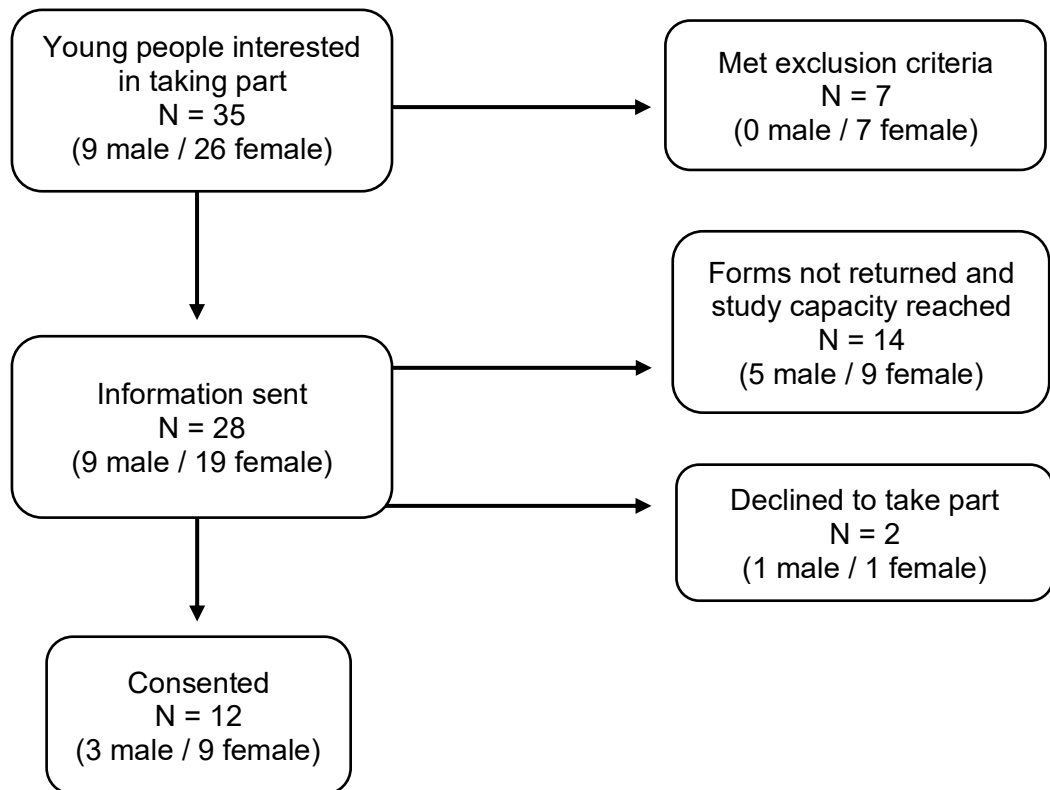 Young people interested
in taking part
N = 35
(9 male / 26 female)
Met exclusion criteria
N = 7
(0 male / 7 female)
Forms not returned and
study capacity reached
N = 14
(5 male / 9 female)
Information sent
N = 28
(9 male / 19 female)
Declined to take part
N = 2
(1 male / 1 female)
Consented
N = 12
(3 male / 9 female)